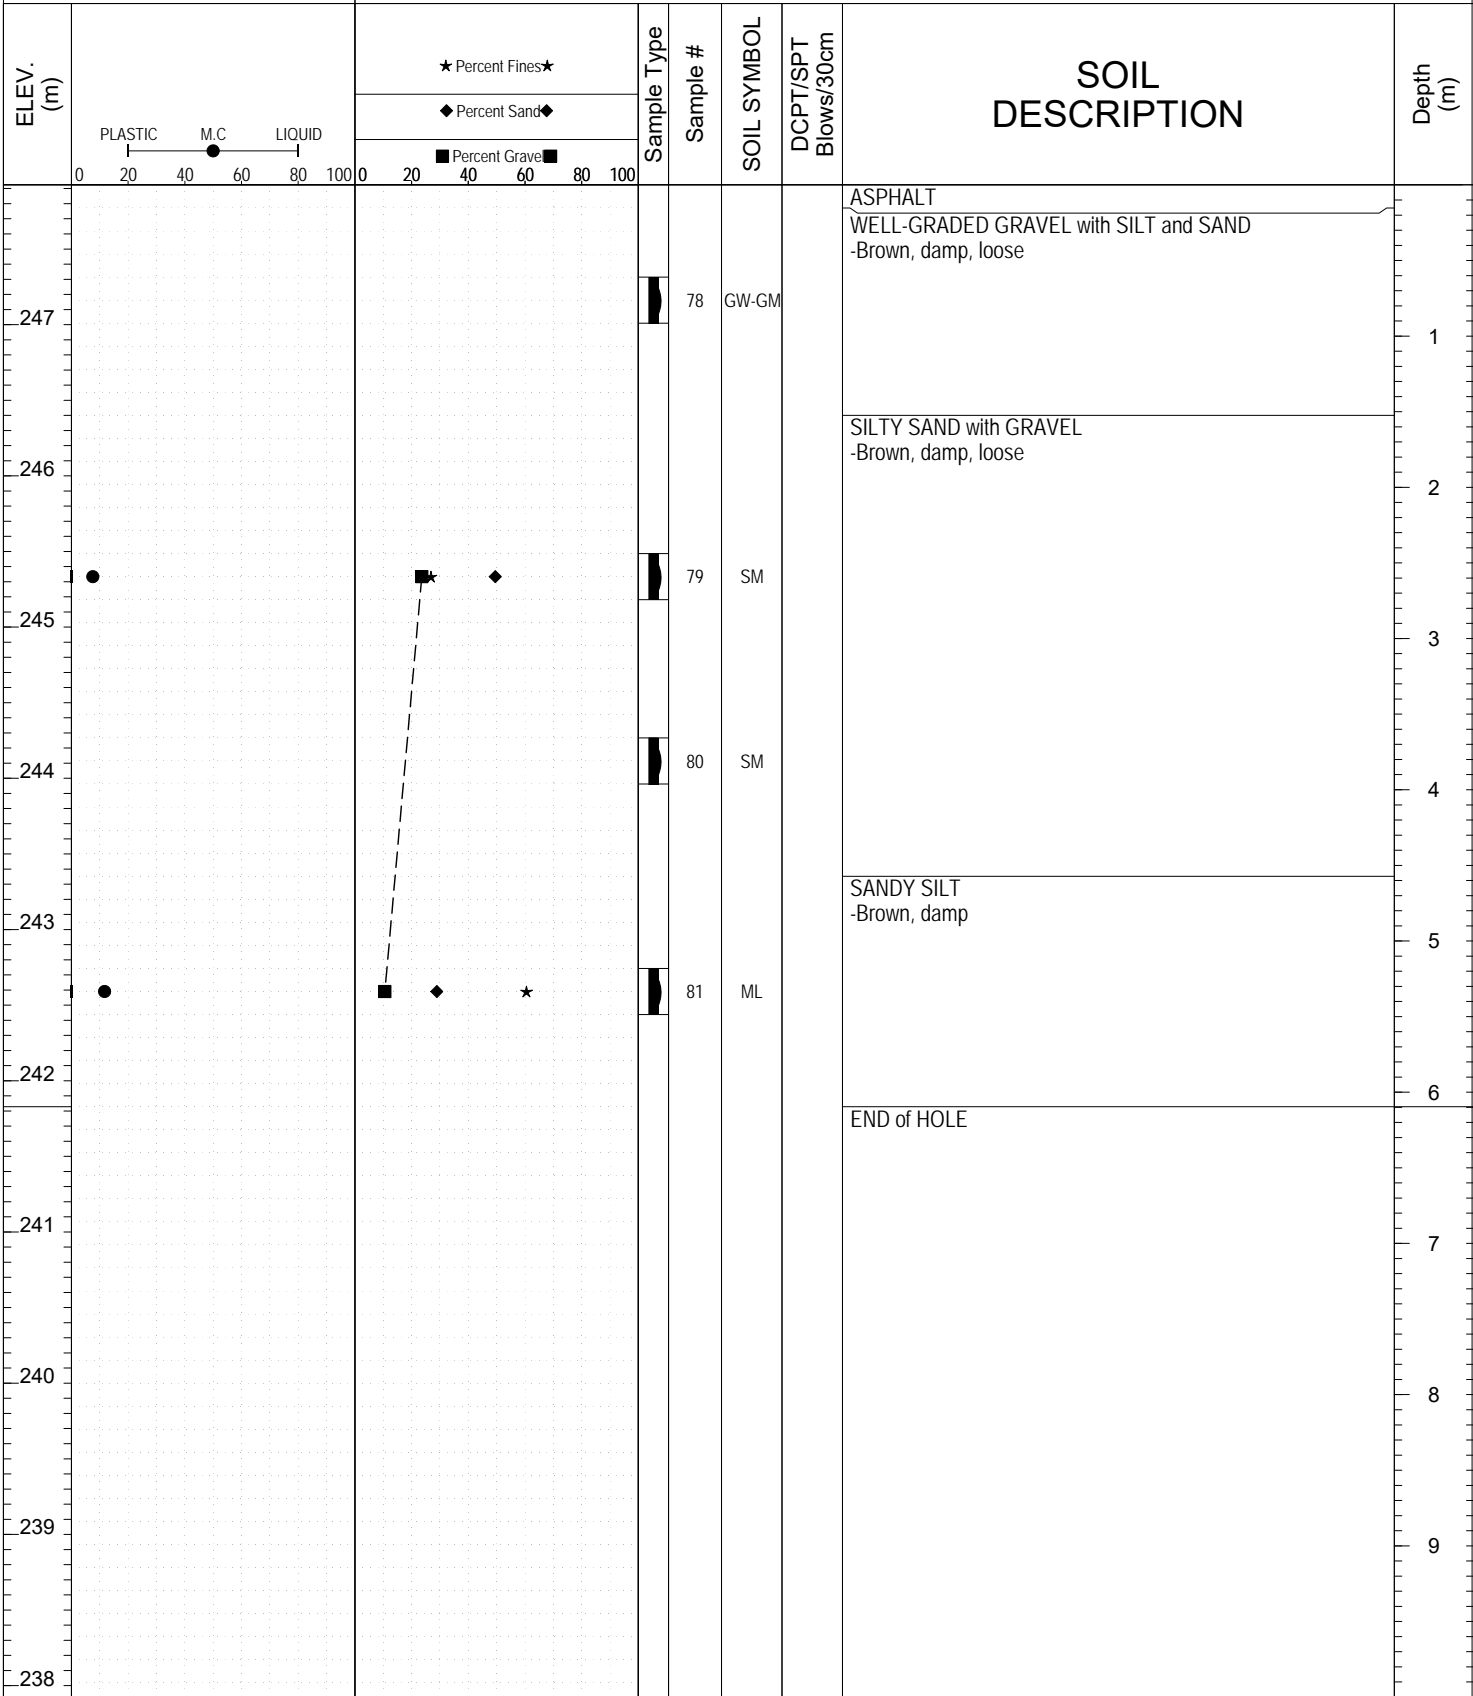 ELEV. (m)
PLASTIC M.C LIQUID
0 20 40 60 80 100
★ Percent Fines★
◆ Percent Sand◆
■ Percent Gravel■
0 20 40 60 80 100
Sample Type
Sample #
SOIL SYMBOL
DCPT/SPT
Blows/30cm
SOIL
DESCRIPTION
Depth
(m)
ASPHALT
WELL-GRADED GRAVEL with SILT and SAND
-Brown, damp, loose
78 GW-GM
247
1
SILTY SAND with GRAVEL
-Brown, damp, loose
246
2
79 SM
245
3
80 SM
244
4
SANDY SILT
-Brown, damp
243
5
81 ML
242
6
END of HOLE
241
7
240
8
239
9
238